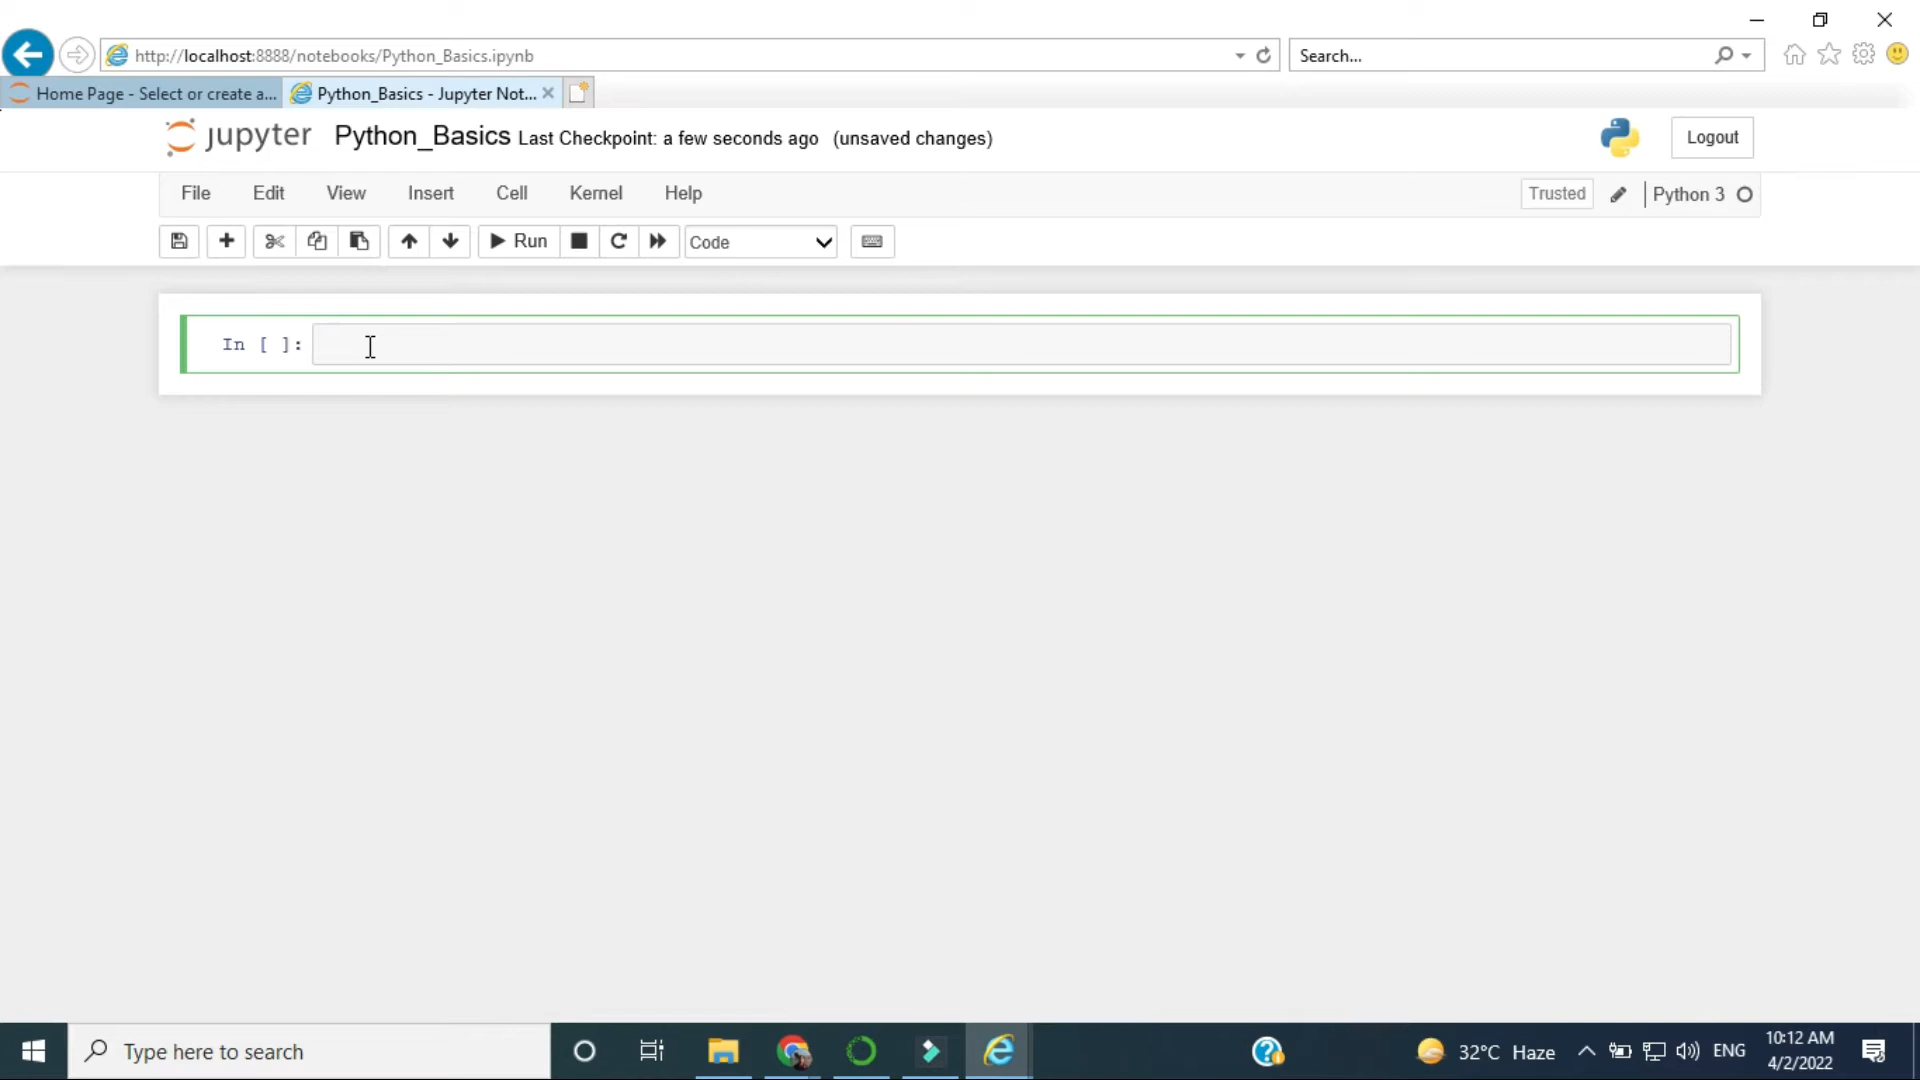 http://localhost:8888/notebooks/Python_Basics.ipynb
Search...
Home Page - Select or create a...
Python_Basics - Jupyter Not...
jupyter
Python_Basics Last Checkpoint: a few seconds ago (unsaved changes)
Logout
File Edit View Insert Cell Kernel Help
Trusted
Python 3
Run
Code
In [ ]:
Type here to search
32°C Haze
ENG
10:12 AM
4/2/2022